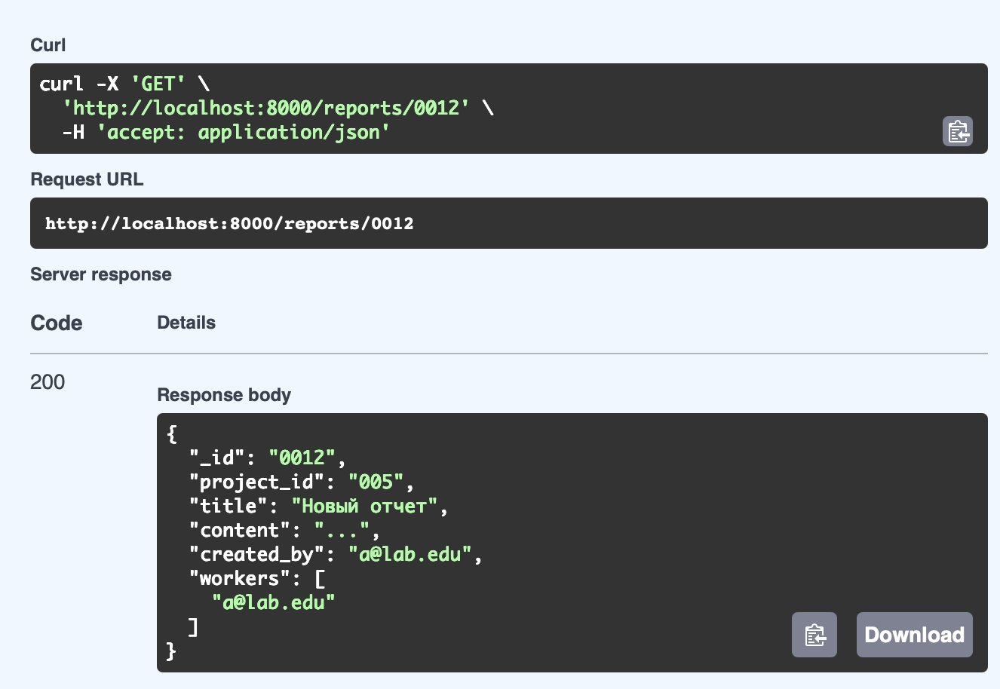 Curl
curl -X 'GET' \
  'http://localhost:8000/reports/0012' \
  -H 'accept: application/json'
Request URL
http://localhost:8000/reports/0012
Server response
Code Details
200
Response body
{
  "_id": "0012",
  "project_id": "005",
  "title": "Новый отчет",
  "content": "...",
  "created_by": "a@lab.edu",
  "workers": [
    "a@lab.edu"
  ]
}
Download